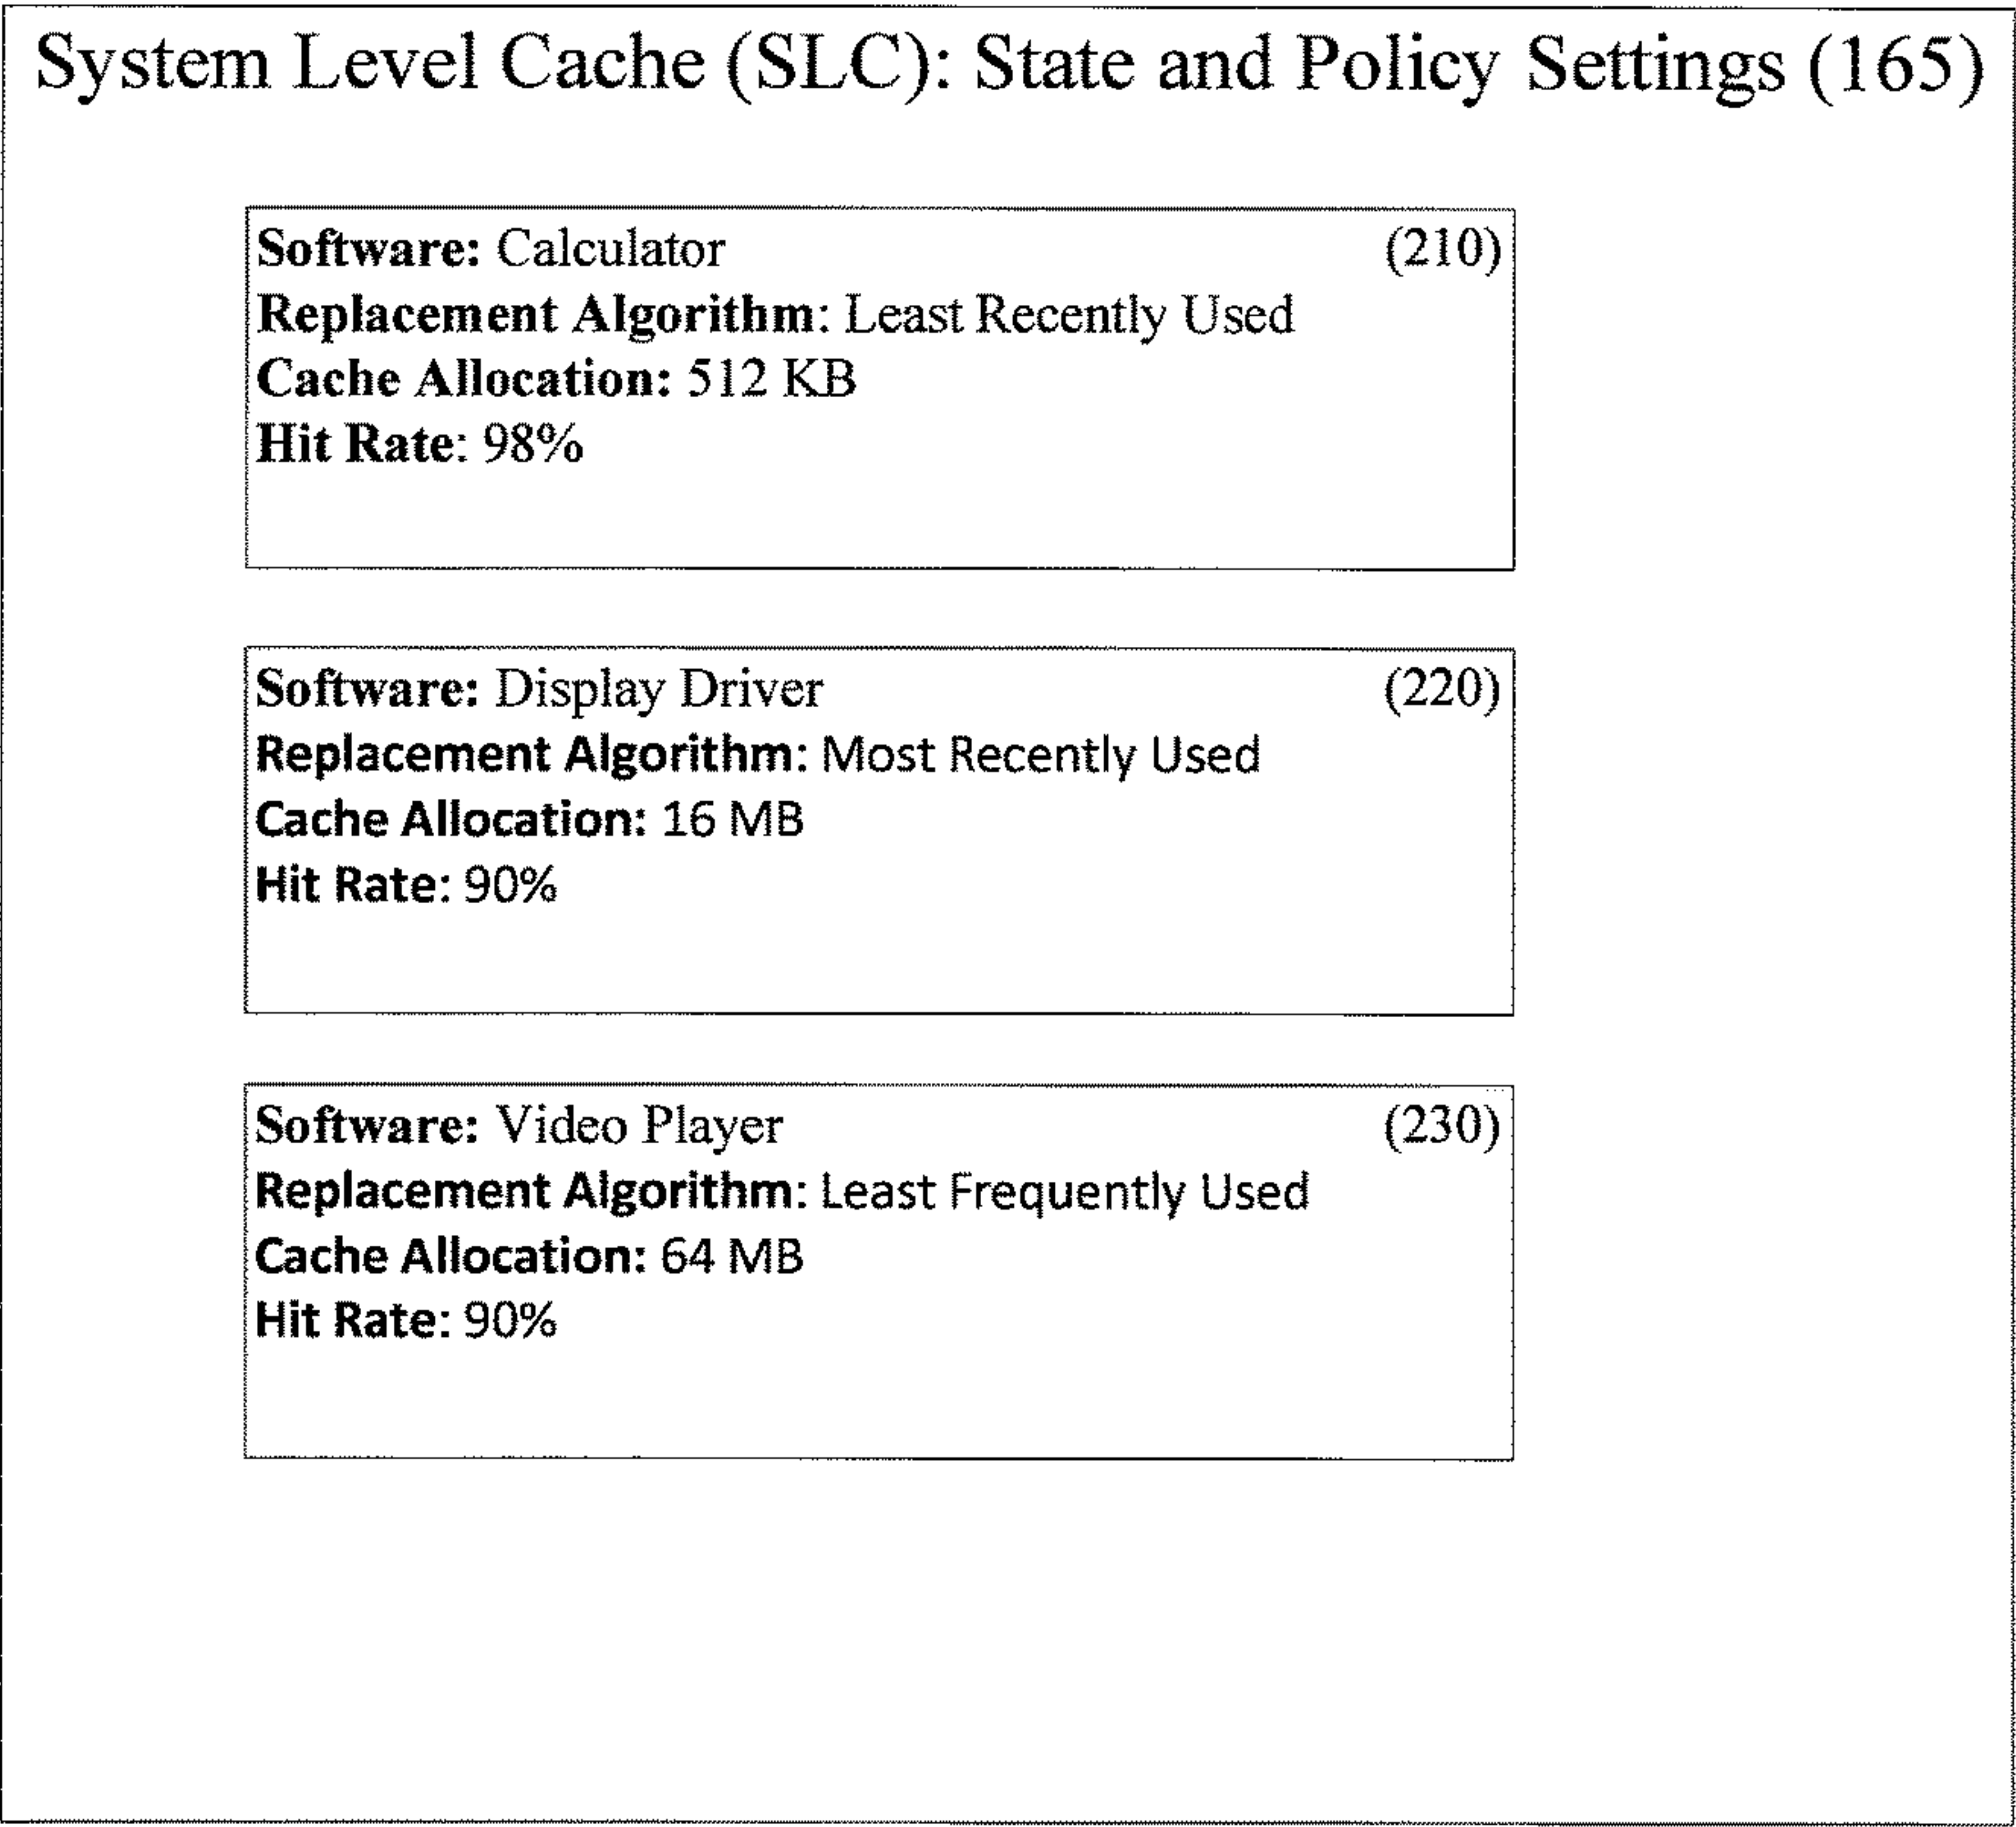 System Level Cache (SLC): State and Policy Settings (165)
Software: Calculator (210)
Replacement Algorithm: Least Recently Used
Cache Allocation: 512 KB
Hit Rate: 98%
Software: Display Driver (220)
Replacement Algorithm: Most Recently Used
Cache Allocation: 16 MB
Hit Rate: 90%
Software: Video Player (230)
Replacement Algorithm: Least Frequently Used
Cache Allocation: 64 MB
Hit Rate: 90%